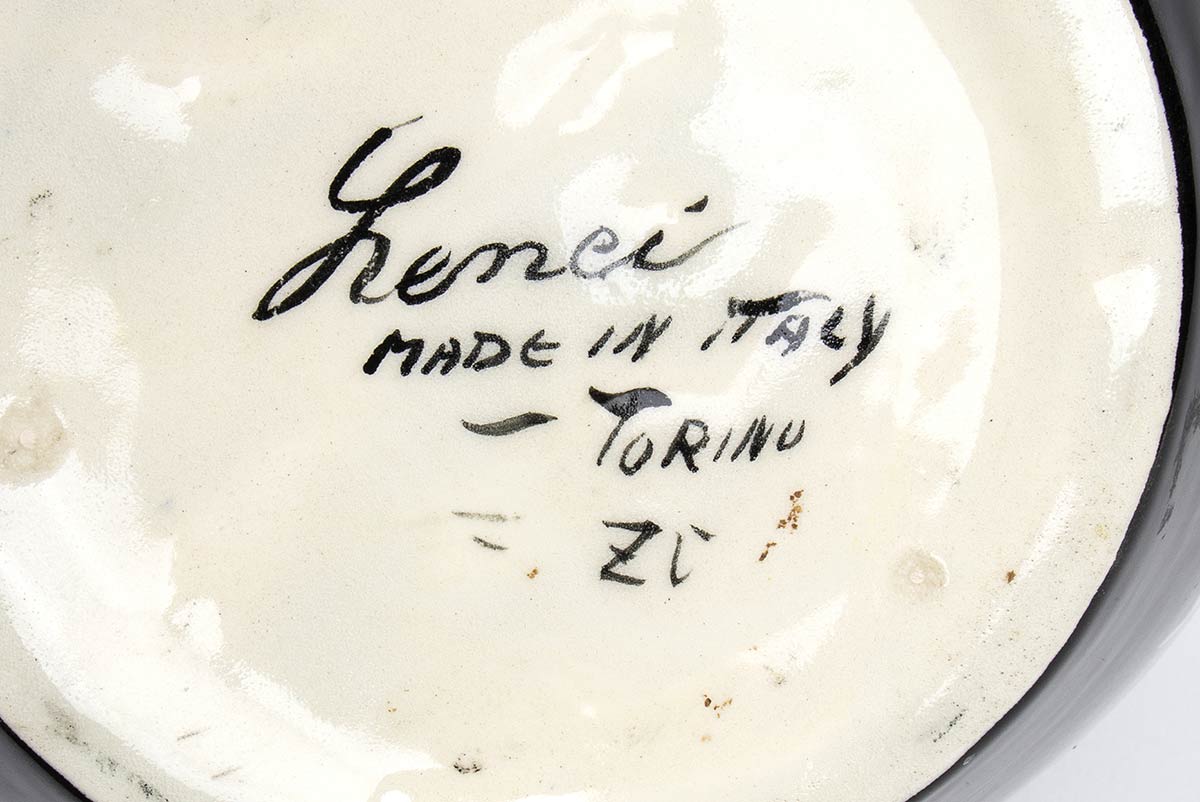 Lenci
MADE IN ITALY
— TORINO
= ZC